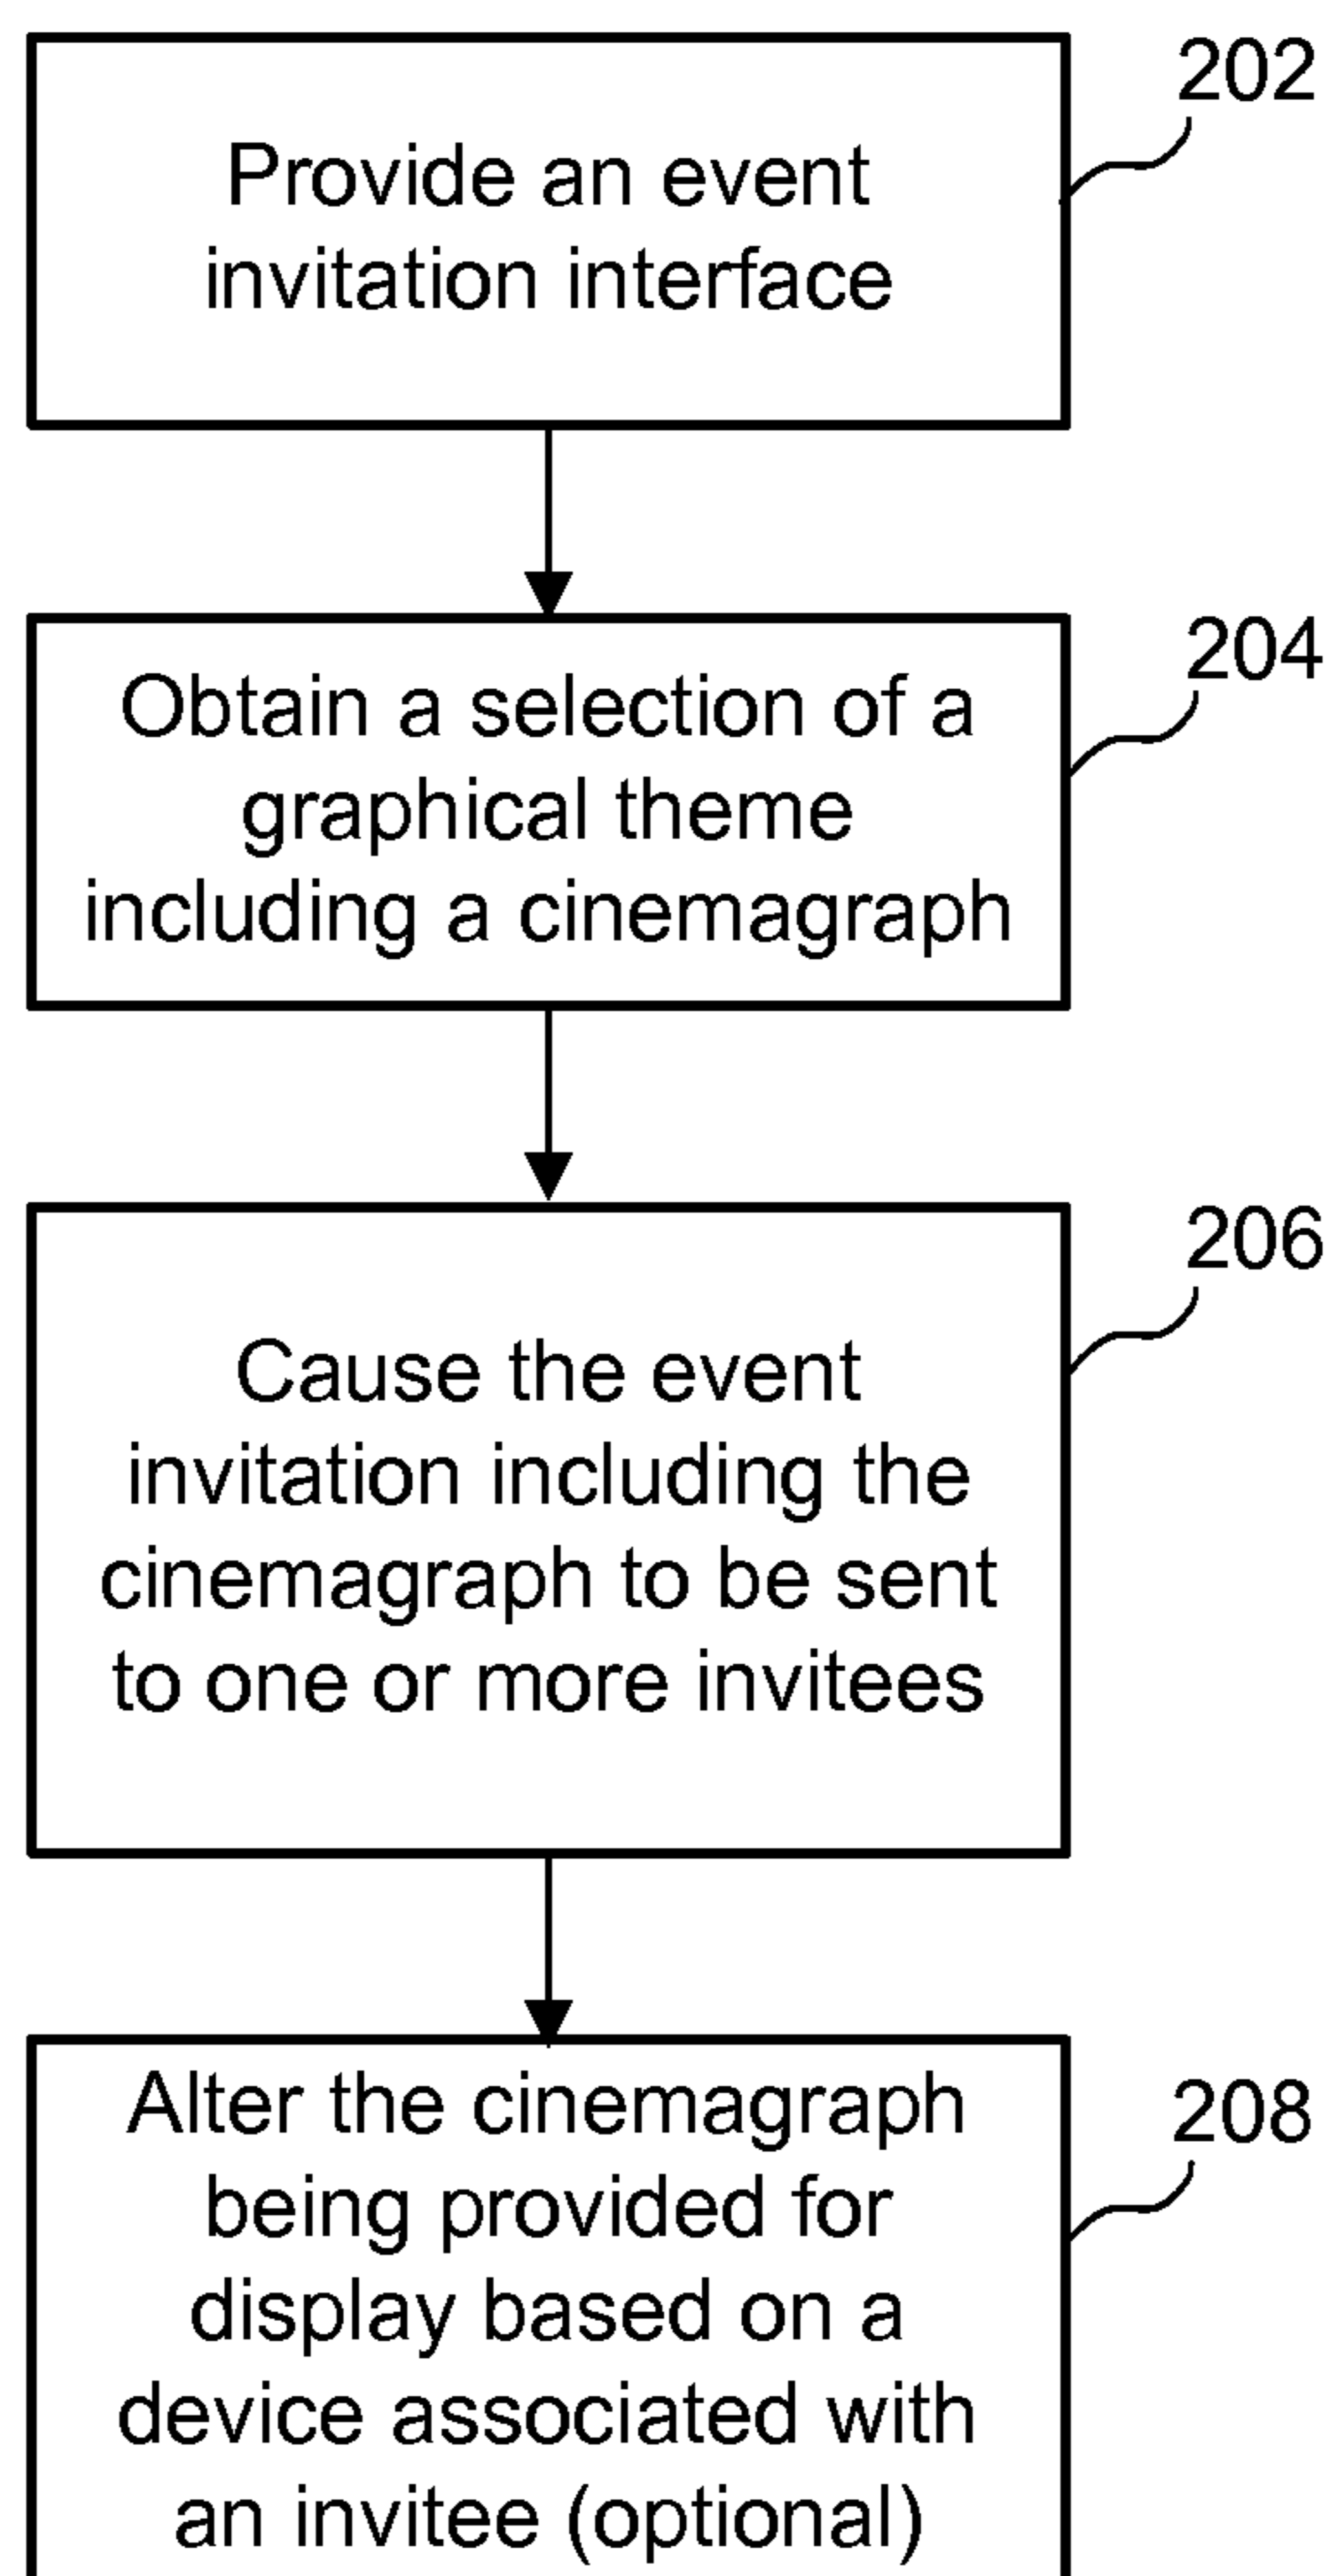 202
Provide an event
invitation interface
204
Obtain a selection of a
graphical theme
including a cinemagraph
206
Cause the event
invitation including the
cinemagraph to be sent
to one or more invitees
208
Alter the cinemagraph
being provided for
display based on a
device associated with
an invitee (optional)